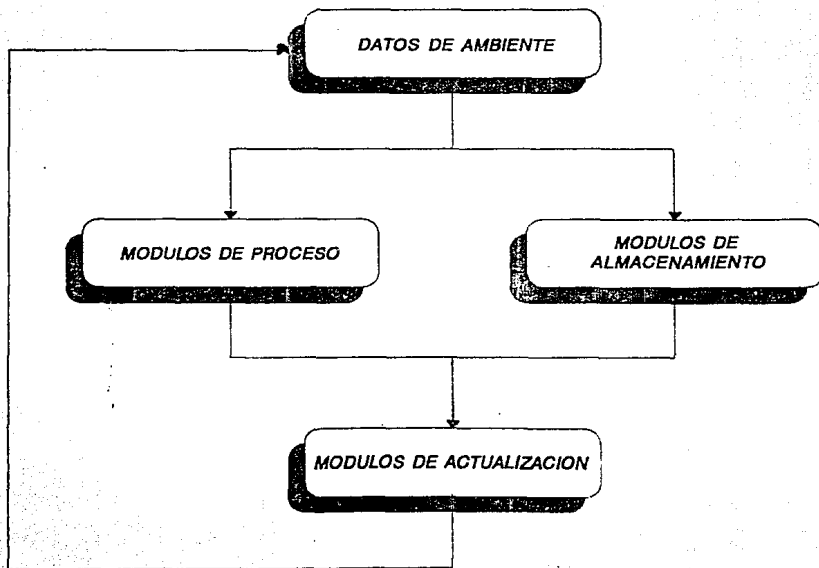 DATOS DE AMBIENTE
MODULOS DE PROCESO
MODULOS DE
ALMACENAMIENTO
MODULOS DE ACTUALIZACION